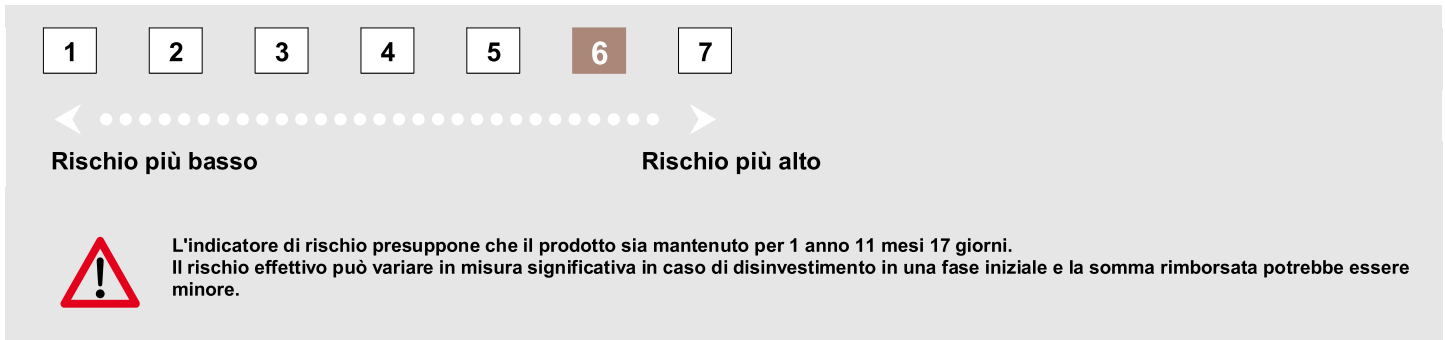 1 2 3 4 5 6 7
Rischio più basso Rischio più alto
L'indicatore di rischio presuppone che il prodotto sia mantenuto per 1 anno 11 mesi 17 giorni.
Il rischio effettivo può variare in misura significativa in caso di disinvestimento in una fase iniziale e la somma rimborsata potrebbe essere
minore.